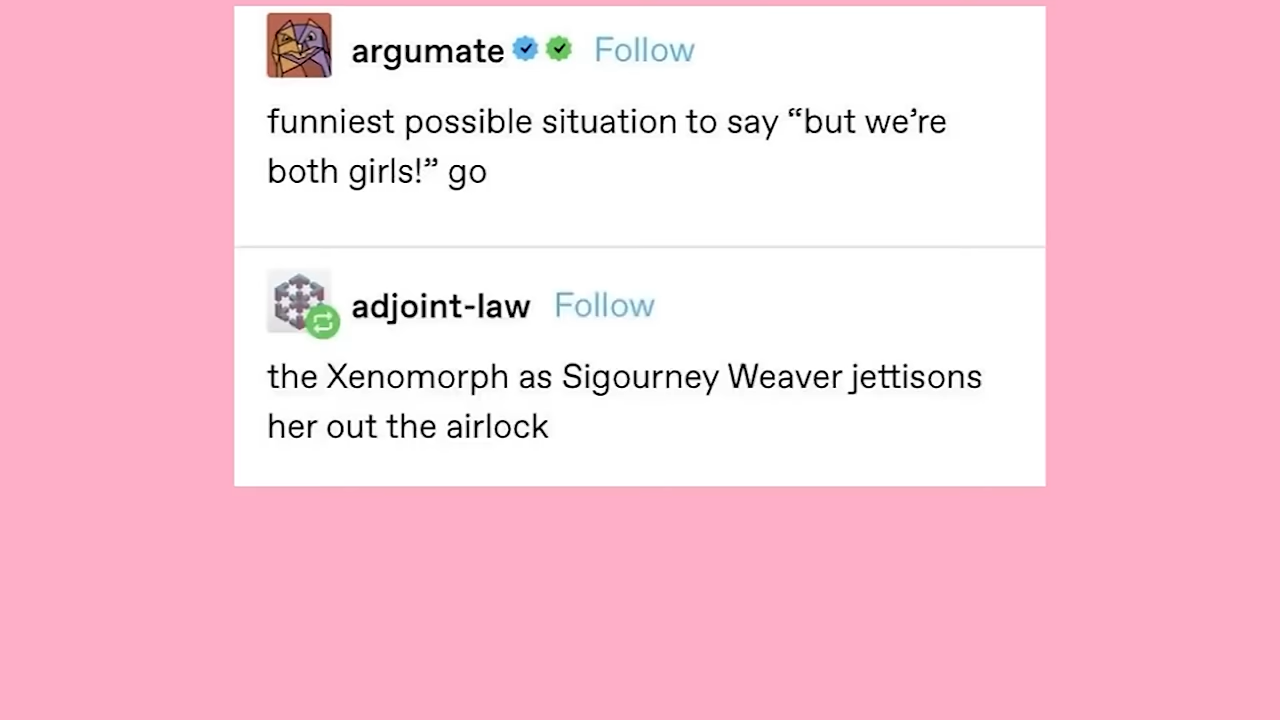 argumate Follow
funniest possible situation to say “but we’re
both girls!” go
adjoint-law Follow
the Xenomorph as Sigourney Weaver jettisons
her out the airlock